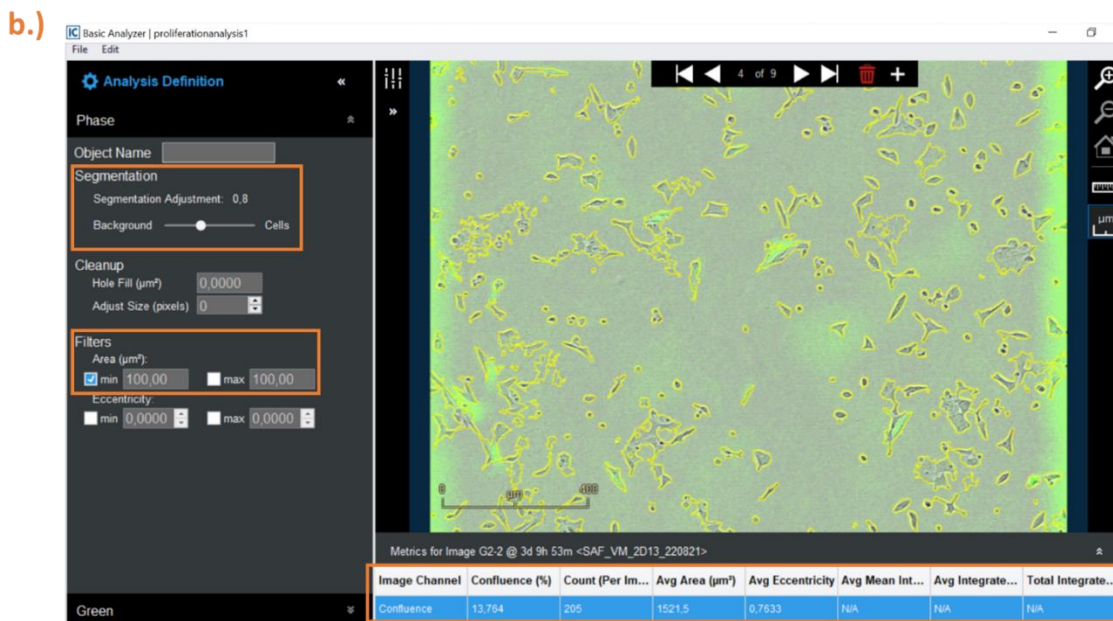 b.)
IC Basic Analyzer | proliferationanalysis1
File Edit
Analysis Definition «
Phase
Object Name
Segmentation
Segmentation Adjustment: 0,8
Background Cells
Cleanup
Hole Fill (µm²) 0,0000
Adjust Size (pixels) 0
Filters
Area (µm²):
min 100,00 max 100,00
Eccentricity:
min 0,0000 max 0,0000
Green
»
4 of 9
µm
0 µm 400
Metrics for Image G2-2 @ 3d 9h 53m <SAF_VM_2D13_220821>
Image Channel Confluence (%) Count (Per Im... Avg Area (µm²) Avg Eccentricity Avg Mean Int... Avg Integrate... Total Integrate...
Confluence 13,764 205 1521,5 0,7633 N/A N/A N/A